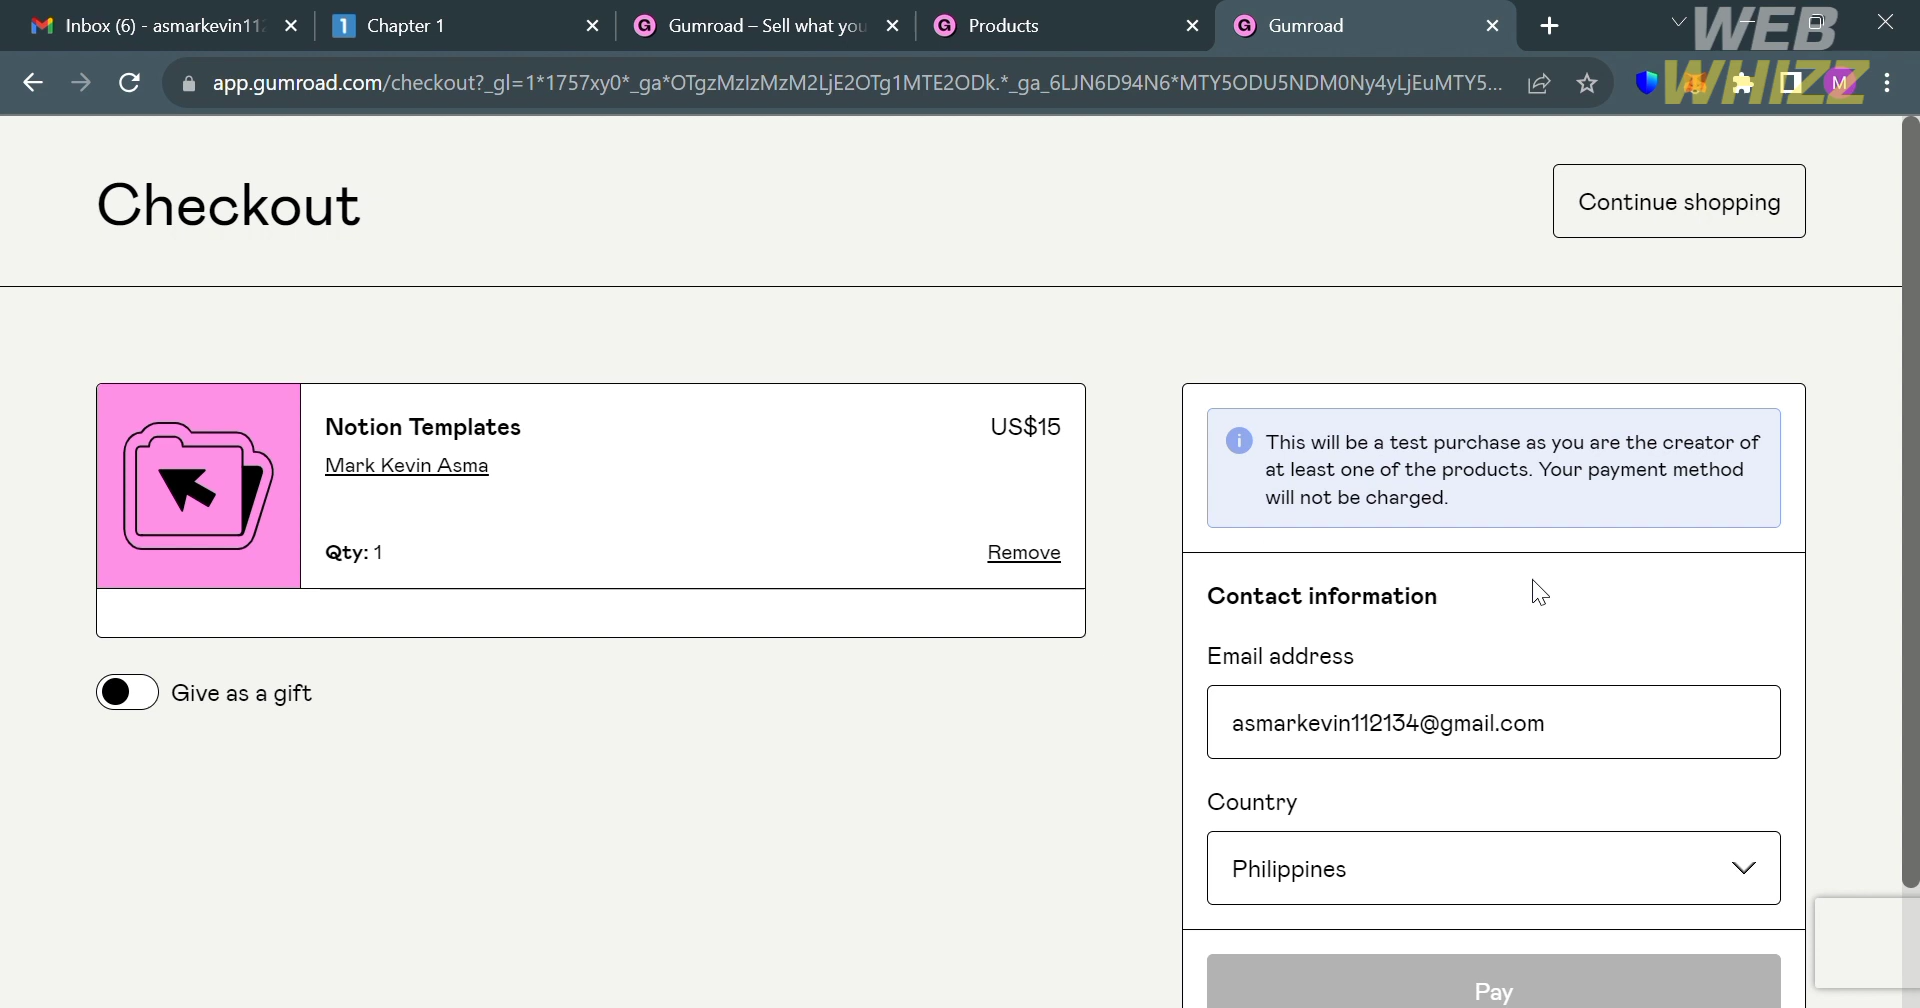 Inbox (6) - asmarkevin112
Chapter 1
G
Gumroad – Sell what you
G
Products
G
Gumroad
WEB
WHIZZ
app.gumroad.com/checkout?_gl=1*1757xy0*_ga*OTgzMzIzMzM2LjE2OTg1MTE2ODk.*_ga_6LJN6D94N6*MTY5ODU5NDM0Ny4yLjEuMTY5...
M
Checkout
Continue shopping
Notion Templates
US$15
Mark Kevin Asma
Qty: 1
Remove
Give as a gift
This will be a test purchase as you are the creator of
at least one of the products. Your payment method
will not be charged.
Contact information
Email address
asmarkevin112134@gmail.com
Country
Philippines
Pay